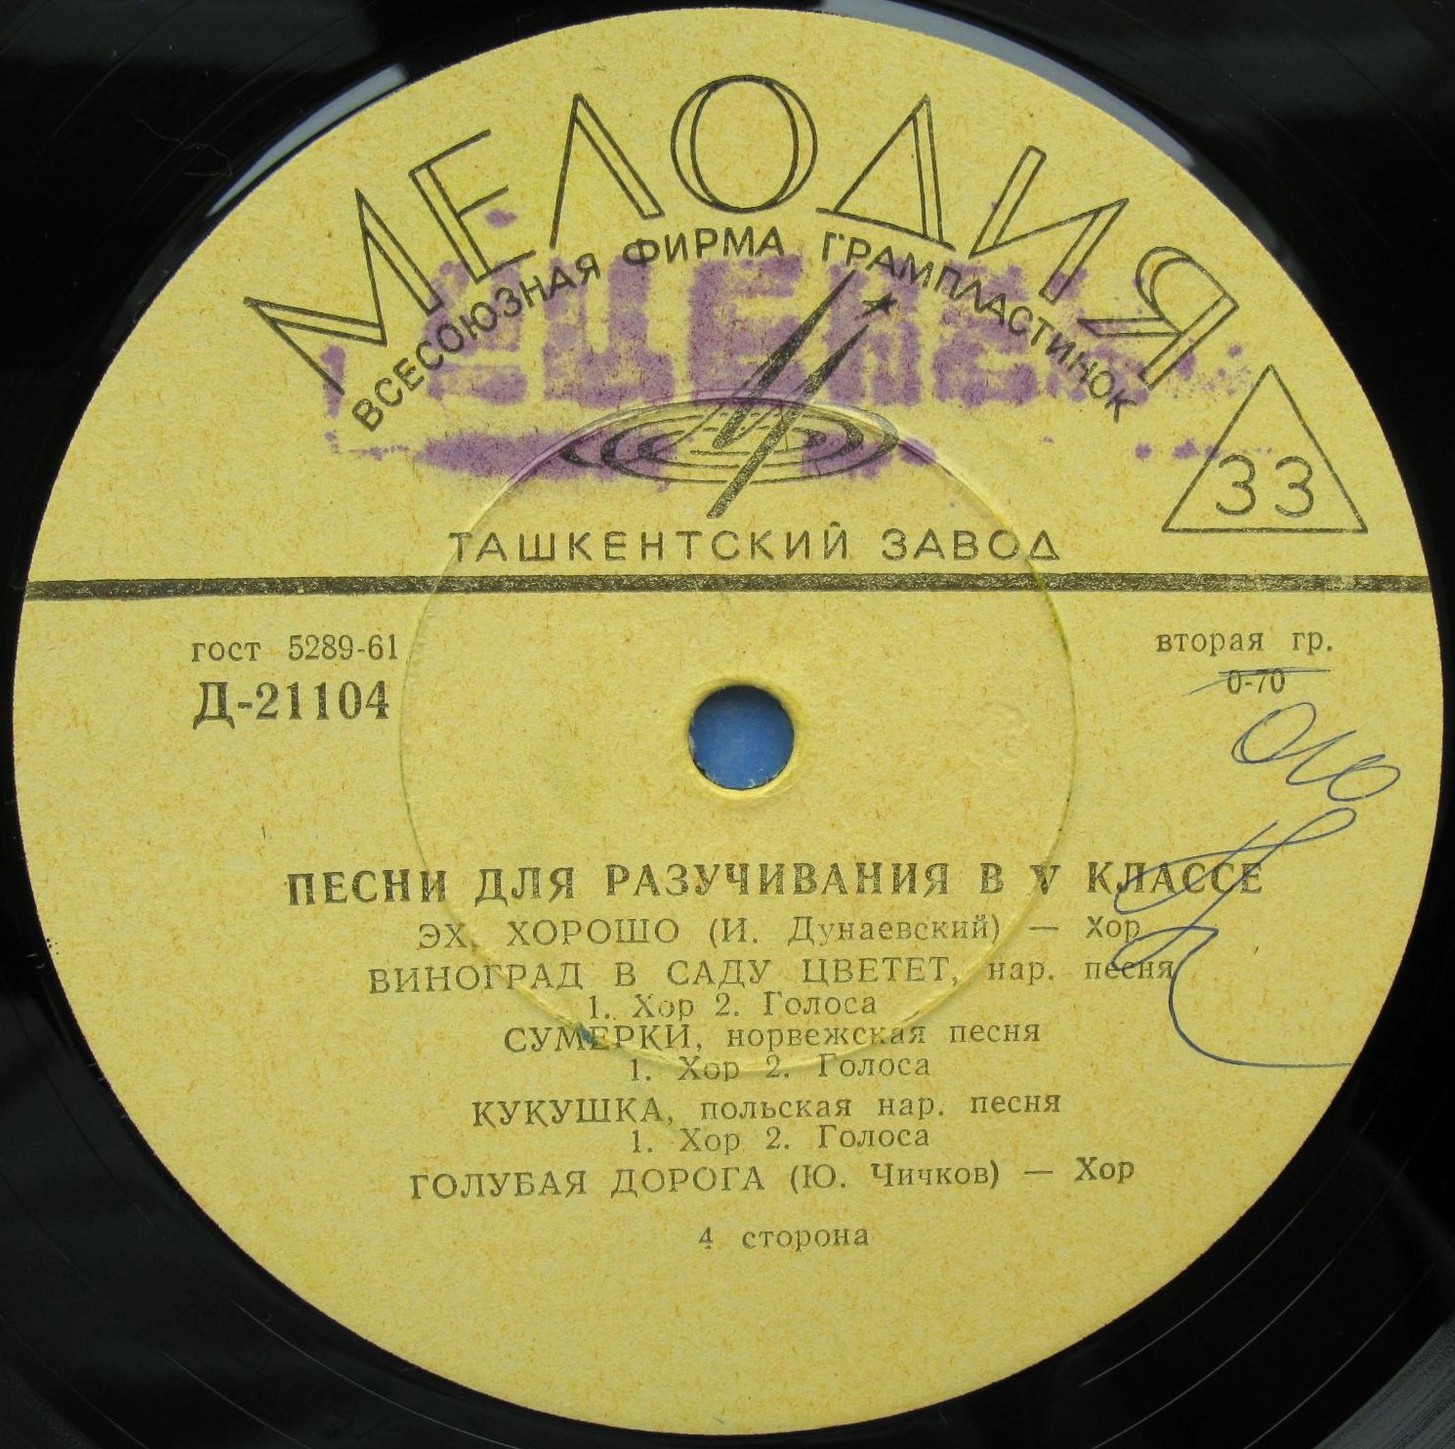 МЕЛОДИЯ
ВСЕСОЮЗНАЯ ФИРМА ГРАМПЛАСТИНОК
33
ТАШКЕНТСКИЙ ЗАВОД
гост 5289-61
вторая гр.
Д-21104
0-70
ПЕСНИ ДЛЯ РАЗУЧИВАНИЯ В V КЛАССЕ
ЭХ, ХОРОШО (И. Дунаевский) — Хор
ВИНОГРАД В САДУ ЦВЕТЕТ, нар. песня
1. Хор 2. Голоса
СУМЕРКИ, норвежская песня
1. Хор 2. Голоса
КУКУШКА, польская нар. песня
1. Хор 2. Голоса
ГОЛУБАЯ ДОРОГА (Ю. Чичков) — Хор
4 сторона